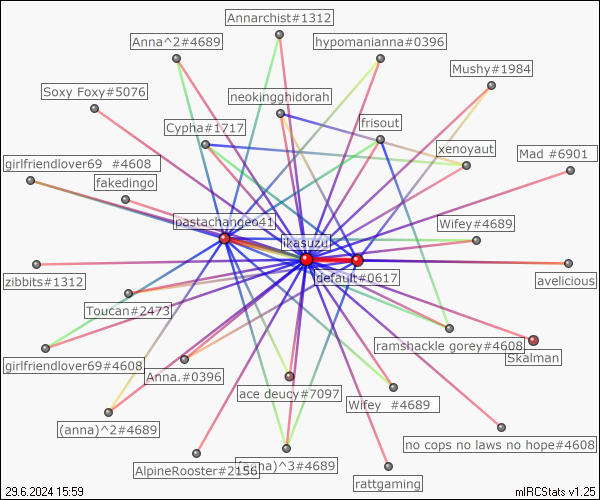 Annarchist#1312
Anna^2#4689
hypomanianna#0396
Mushy#1984
Soxy Foxy#5076
neokingghidorah
Cypha#1717
frisout
xenoyaut
Mad #6901
girlfriendlover69 #4608
fakedingo
pastachangeo41
Wifey#4689
ikasuzu
default#0617
zibbits#1312
avelicious
Toucan#2473
ramshackle gorey#4608
Skalman
girlfriendlover69#4608
Anna.#0396
ace deucy#7097
Wifey #4689
(anna)^2#4689
no cops no laws no hope#4608
AlpineRooster#2156
)^3#4689
rattgaming
29.6.2024 15:59
mIRCStats v1.25